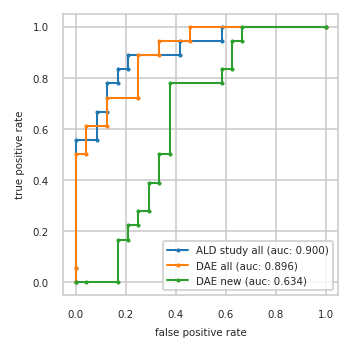 1.0
0.8
0.6
0.4
0.2
0.0
true positive rate
ALD study all (auc: 0.900)
DAE all (auc: 0.896)
DAE new (auc: 0.634)
0.0 0.2 0.4 0.6 0.8 1.0
false positive rate